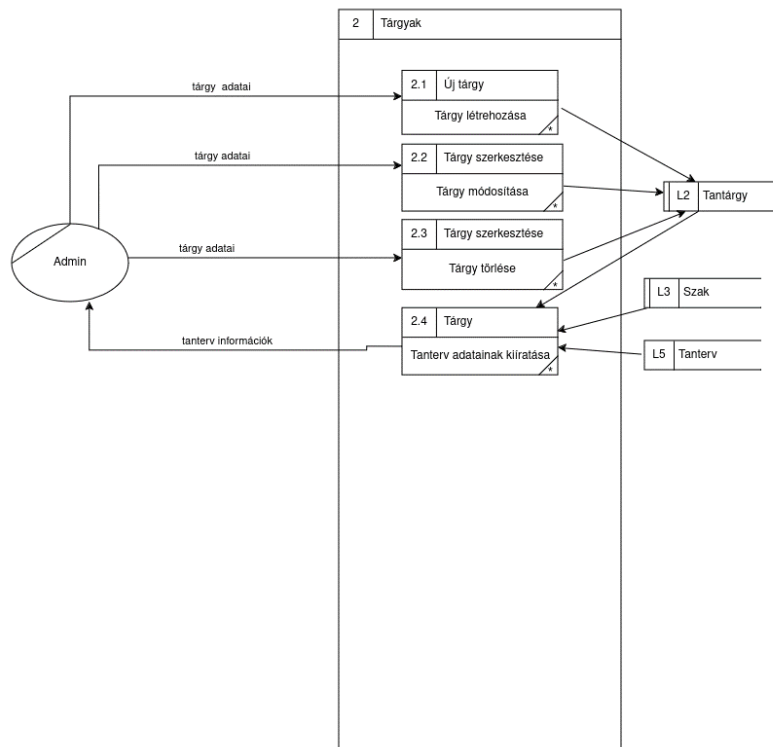 2 Tárgyak
tárgy adatai
2.1 Új tárgy
Tárgy létrehozása
*
tárgy adatai
2.2 Tárgy szerkesztése
Tárgy módosítása
*
L2 Tantárgy
tárgy adatai
2.3 Tárgy szerkesztése
Tárgy törlése
*
Admin
L3 Szak
2.4 Tárgy
tanterv információk
Tanterv adatainak kiíratása
*
L5 Tanterv